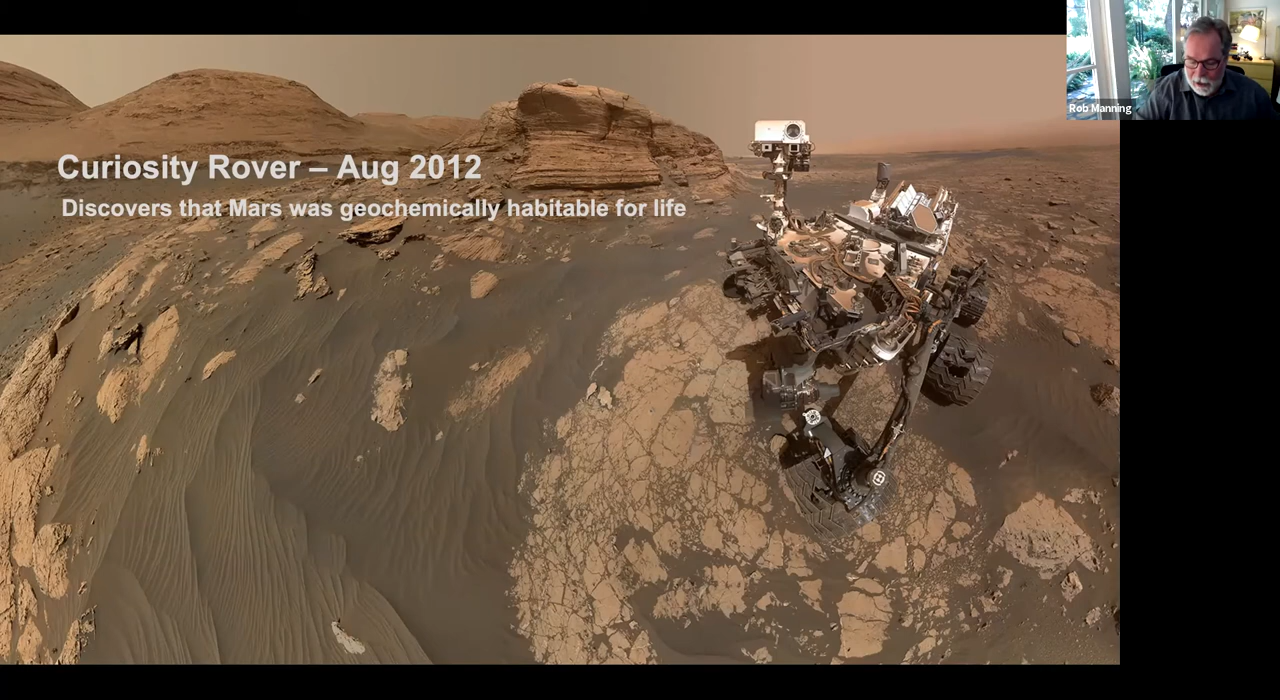 Curiosity Rover – Aug 2012
Discovers that Mars was geochemically habitable for life
Rob Manning